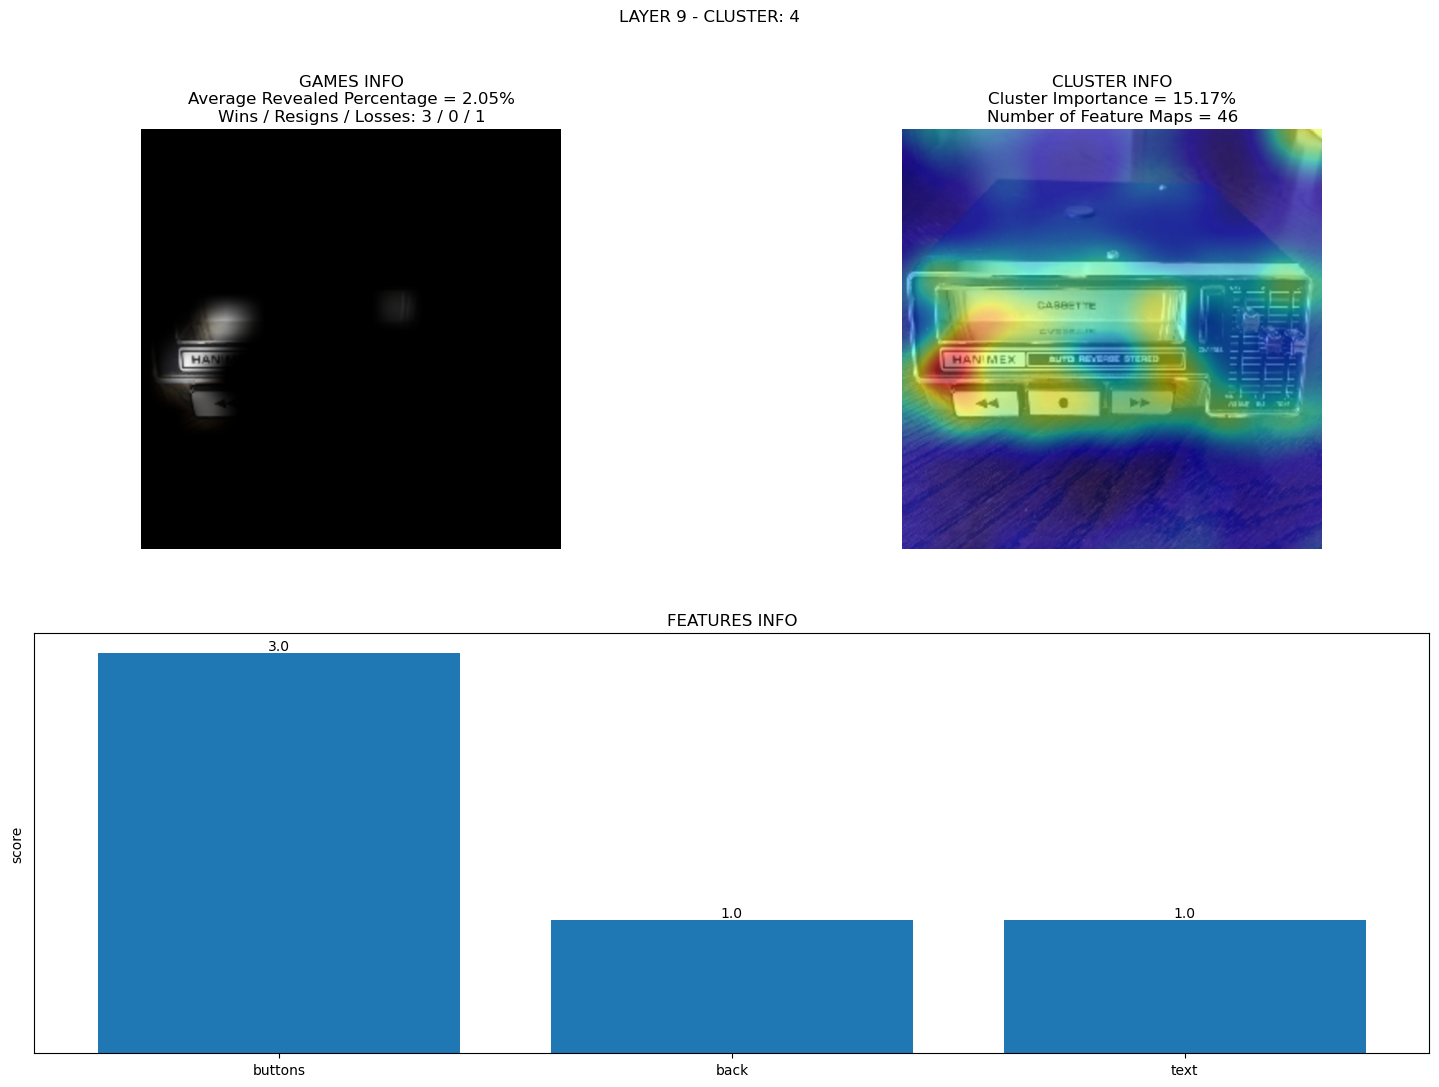 LAYER 9 - CLUSTER: 4
GAMES INFO
Average Revealed Percentage = 2.05%
Wins / Resigns / Losses: 3 / 0 / 1
HANI
CLUSTER INFO
Cluster Importance = 15.17%
Number of Feature Maps = 46
CASSETTE
HANIMEX AUTO REVERSE STEREO
FEATURES INFO
score
3.0
1.0
1.0
buttons
back
text